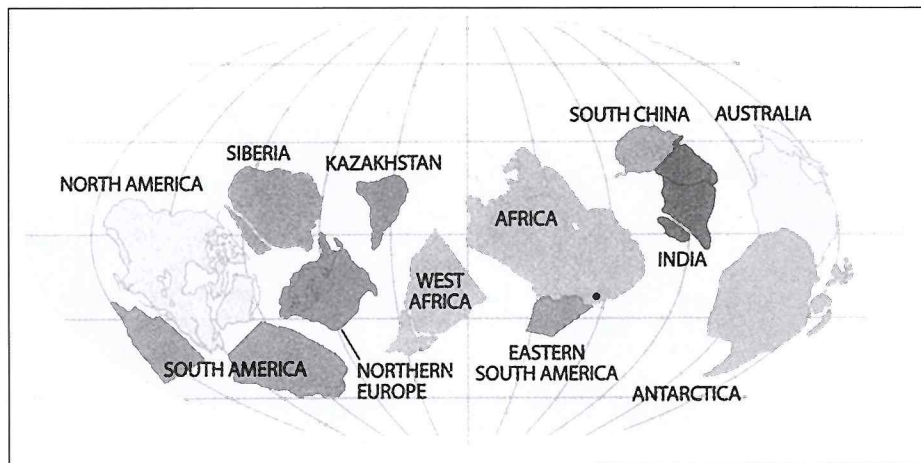 SOUTH CHINA
AUSTRALIA
SIBERIA
KAZAKHSTAN
NORTH AMERICA
AFRICA
INDIA
WEST
AFRICA
SOUTH AMERICA
NORTHERN
EUROPE
EASTERN
SOUTH AMERICA
ANTARCTICA